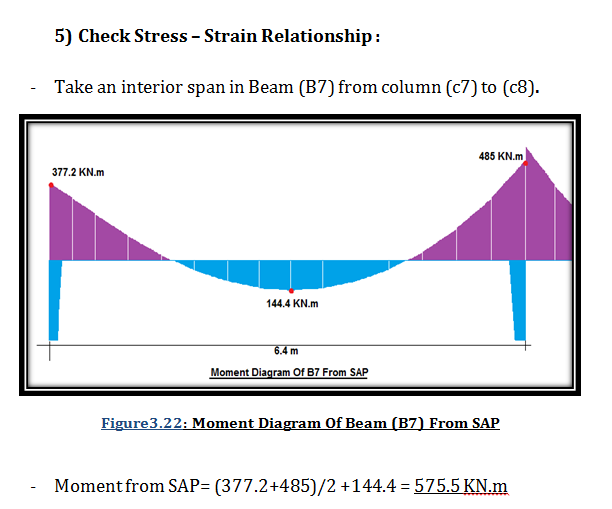 5) Check Stress – Strain Relationship :
- Take an interior span in Beam (B7) from column (c7) to (c8).
377.2 KN.m
485 KN.m
144.4 KN.m
6.4 m
Moment Diagram Of B7 From SAP
Figure3.22: Moment Diagram Of Beam (B7) From SAP
- Moment from SAP= (377.2+485)/2 +144.4 = 575.5 KN.m